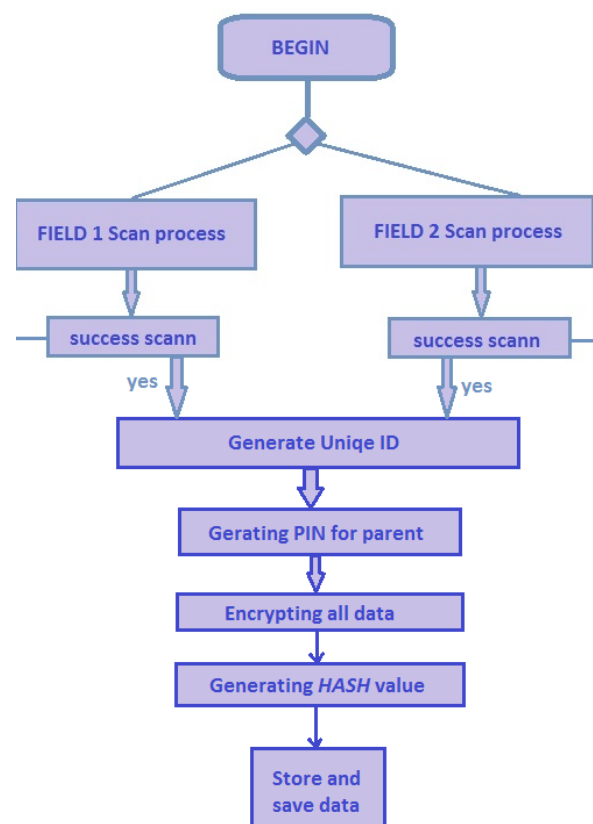 BEGIN
FIELD 1 Scan process
FIELD 2 Scan process
success scann
success scann
yes
yes
Generate Uniqe ID
Gerating PIN for parent
Encrypting all data
Generating HASH value
Store and
save data